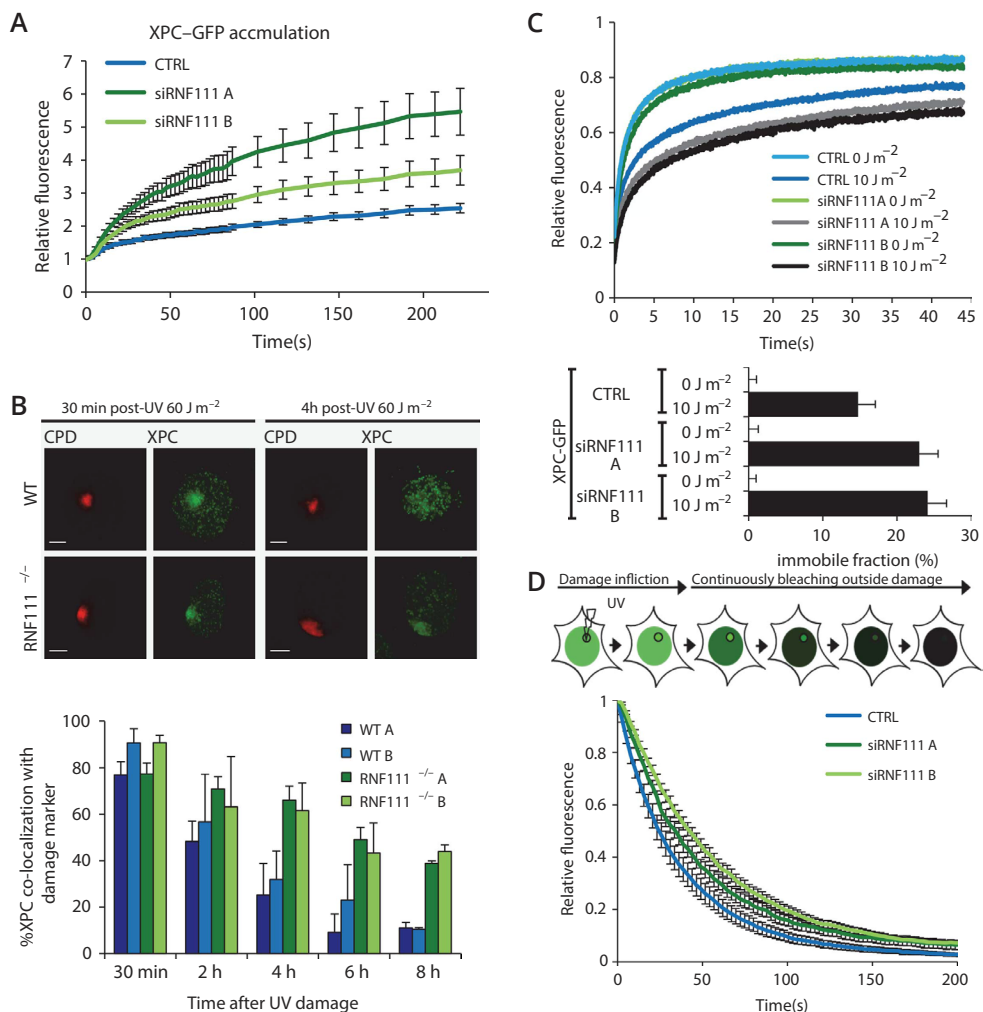 A
XPC–GFP accmulation
CTRL
siRNF111 A
siRNF111 B
Relative fluorescence
7
6
5
4
3
2
1
0
0 50 100 150 200
Time(s)
B
30 min post-UV 60 J m−2
4h post-UV 60 J m−2
CPD XPC CPD XPC
WT
RNF111 −/−
%XPC co-localization with
damage marker
100
80
60
40
20
0
WT A
WT B
RNF111 −/− A
RNF111 −/− B
30 min 2 h 4 h 6 h 8 h
Time after UV damage
C
Relative fluorescence
1
0.8
0.6
0.4
0.2
0
CTRL 0 J m−2
CTRL 10 J m−2
siRNF111A 0 J m−2
siRNF111 A 10 J m−2
siRNF111 B 0 J m−2
siRNF111 B 10 J m−2
0 5 10 15 20 25 30 35 40 45
Time(s)
XPC-GFP
CTRL
0 J m−2
10 J m−2
siRNF111
A
0 J m−2
10 J m−2
siRNF111
B
0 J m−2
10 J m−2
0 10 20 30
immobile fraction (%)
D
Damage infliction
Continuously bleaching outside damage
UV
Relative fluorescence
1
0.8
0.6
0.4
0.2
0
CTRL
siRNF111 A
siRNF111 B
0 50 100 150 200
Time(s)